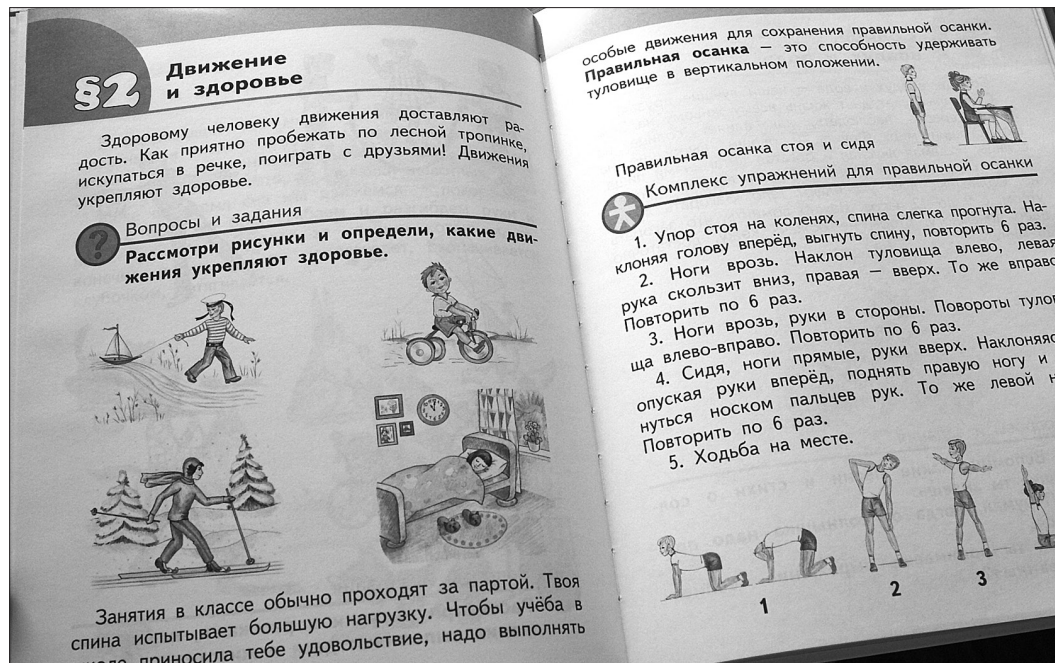 §2
Движение
и здоровье
Здоровому человеку движения доставляют ра-
дость. Как приятно пробежать по лесной тропинке,
искупаться в речке, поиграть с друзьями! Движения
укрепляют здоровье.
?
Вопросы и задания
Рассмотри рисунки и определи, какие дви-
жения укрепляют здоровье.
Занятия в классе обычно проходят за партой. Твоя
спина испытывает большую нагрузку. Чтобы учёба в
приносила тебе удовольствие, надо выполнять
особые движения для сохранения правильной осанки.
Правильная осанка — это способность удерживать
туловище в вертикальном положении.
Правильная осанка стоя и сидя
Комплекс упражнений для правильной осанки
1. Упор стоя на коленях, спина слегка прогнута. На-
клоняя голову вперёд, выгнуть спину, повторить 6 раз.
2. Ноги врозь. Наклон туловища влево, левая
рука скользит вниз, правая — вверх. То же вправо
Повторить по 6 раз.
3. Ноги врозь, руки в стороны. Повороты туло
ща влево-вправо. Повторить по 6 раз.
4. Сидя, ноги прямые, руки вверх. Наклоняяс
опуская руки вперёд, поднять правую ногу и
нуться носком пальцев рук. То же левой н
Повторить по 6 раз.
5. Ходьба на месте.
1
2
3